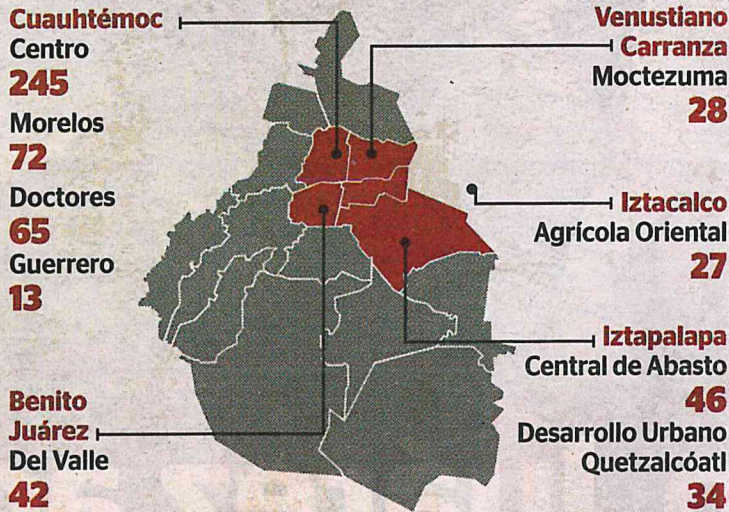 Cuauhtémoc
Centro
245
Morelos
72
Doctores
65
Guerrero
13
Benito
Juárez
Del Valle
42
Venustiano
Carranza
Moctezuma
28
Iztacalco
Agrícola Oriental
27
Iztapalapa
Central de Abasto
46
Desarrollo Urbano
Quetzalcóatl
34